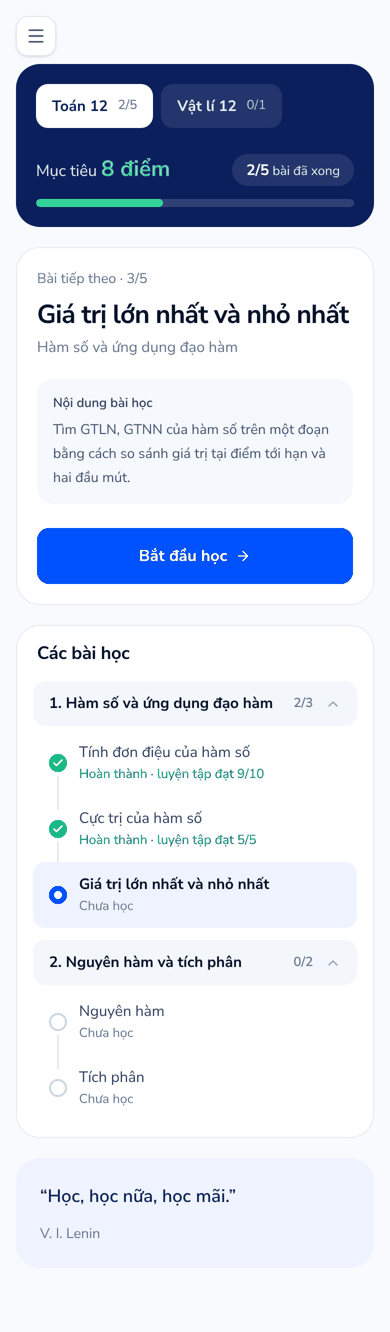 Toán 12 2/5 Vật lí 12 0/1
Mục tiêu 8 điểm 2/5 bài đã xong
Bài tiếp theo · 3/5
Giá trị lớn nhất và nhỏ nhất
Hàm số và ứng dụng đạo hàm
Nội dung bài học
Tìm GTLN, GTNN của hàm số trên một đoạn
bằng cách so sánh giá trị tại điểm tới hạn và
hai đầu mút.
Bắt đầu học →
Các bài học
1. Hàm số và ứng dụng đạo hàm 2/3
Tính đơn điệu của hàm số
Hoàn thành · luyện tập đạt 9/10
Cực trị của hàm số
Hoàn thành · luyện tập đạt 5/5
Giá trị lớn nhất và nhỏ nhất
Chưa học
2. Nguyên hàm và tích phân 0/2
Nguyên hàm
Chưa học
Tích phân
Chưa học
“Học, học nữa, học mãi.”
V. I. Lenin